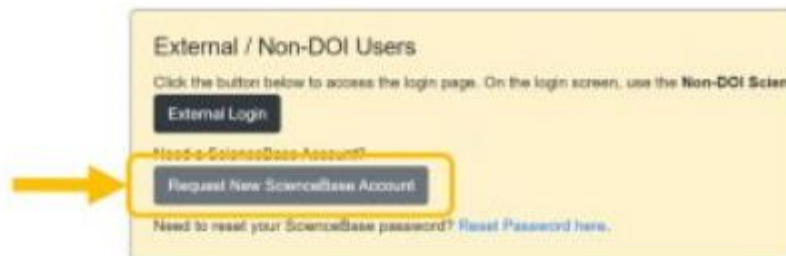 External / Non-DOI Users
Click the button below to access the login page. On the login screen, use the Non-DOI Scien
External Login
Need a ScienceBase Account?
Request New ScienceBase Account
Need to reset your ScienceBase password? Reset Password here.